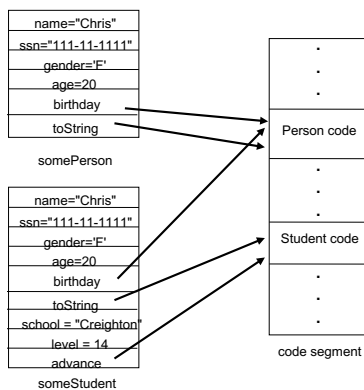 name="Chris"
ssn="111-11-1111"
gender='F'
age=20
birthday
toString
somePerson
name="Chris"
ssn="111-11-1111"
gender='F'
age=20
birthday
toString
school = "Creighton"
level = 14
advance
someStudent
.
.
.
Person code
.
.
.
Student code
.
.
.
code segment